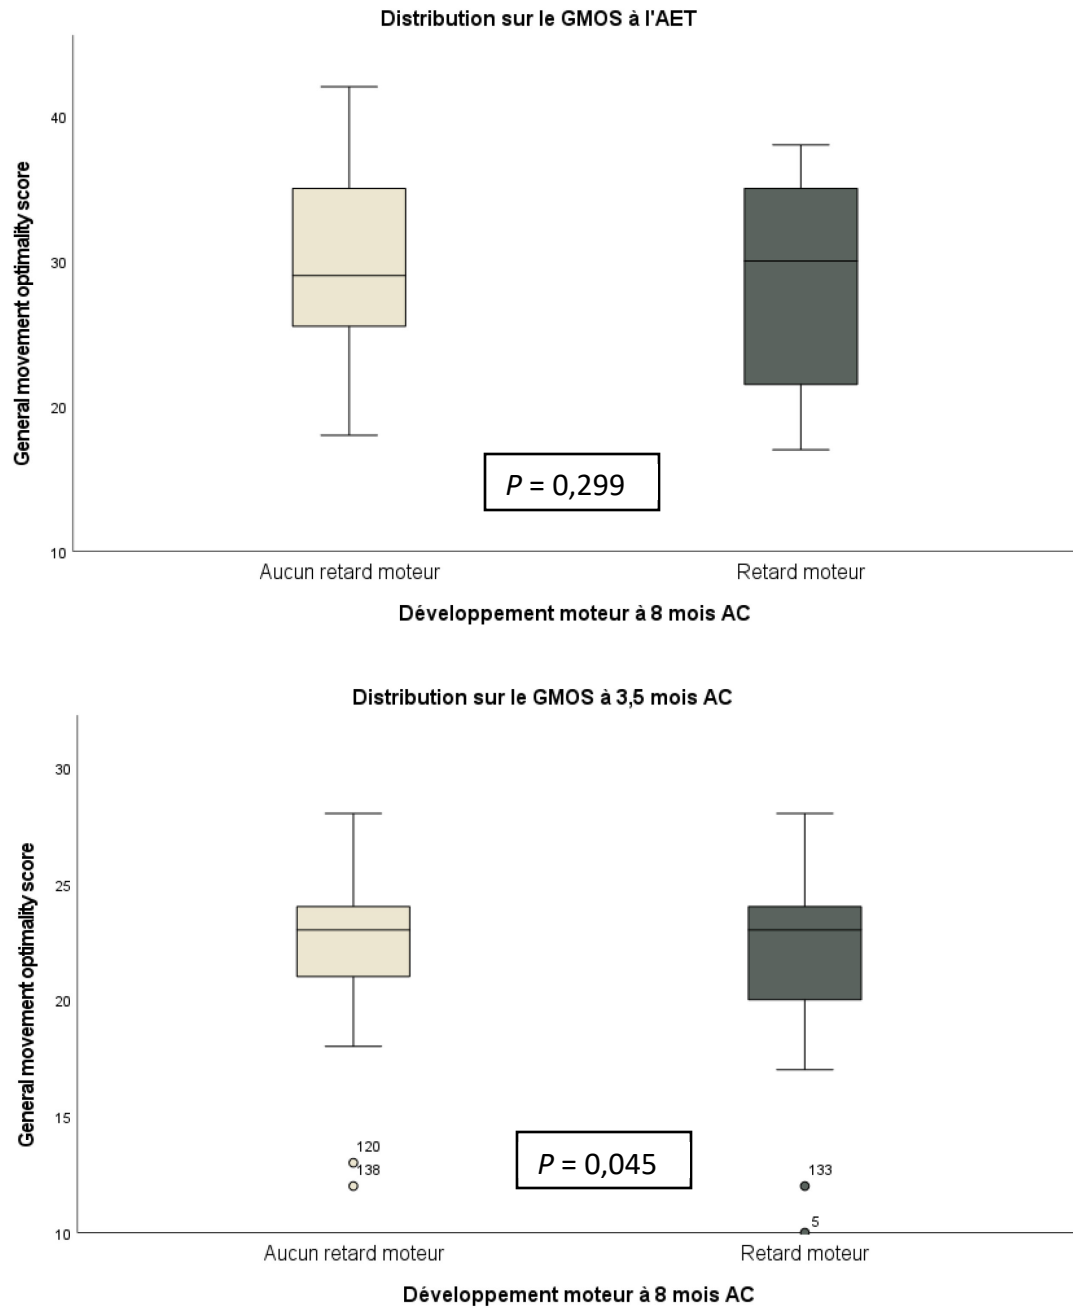 Distribution sur le GMOS à l'AET
General movement optimality score
40
30
20
10
P = 0,299
Aucun retard moteur
Retard moteur
Développement moteur à 8 mois AC
Distribution sur le GMOS à 3,5 mois AC
General movement optimality score
30
25
20
15
10
120
138
P = 0,045
133
5
Aucun retard moteur
Retard moteur
Développement moteur à 8 mois AC